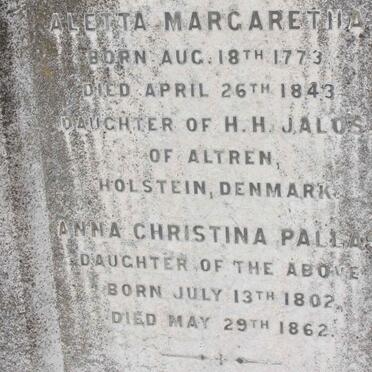 ALETTA MARGARETHA
BORN AUG. 18TH 1773
DIED APRIL 26TH 1843
DAUGHTER OF H.H. JALOS
OF ALTREN,
HOLSTEIN, DENMARK.
ANNA CHRISTINA PALLA
DAUGHTER OF THE ABOVE
BORN JULY 13TH 1802.
DIED MAY 29TH 1862.